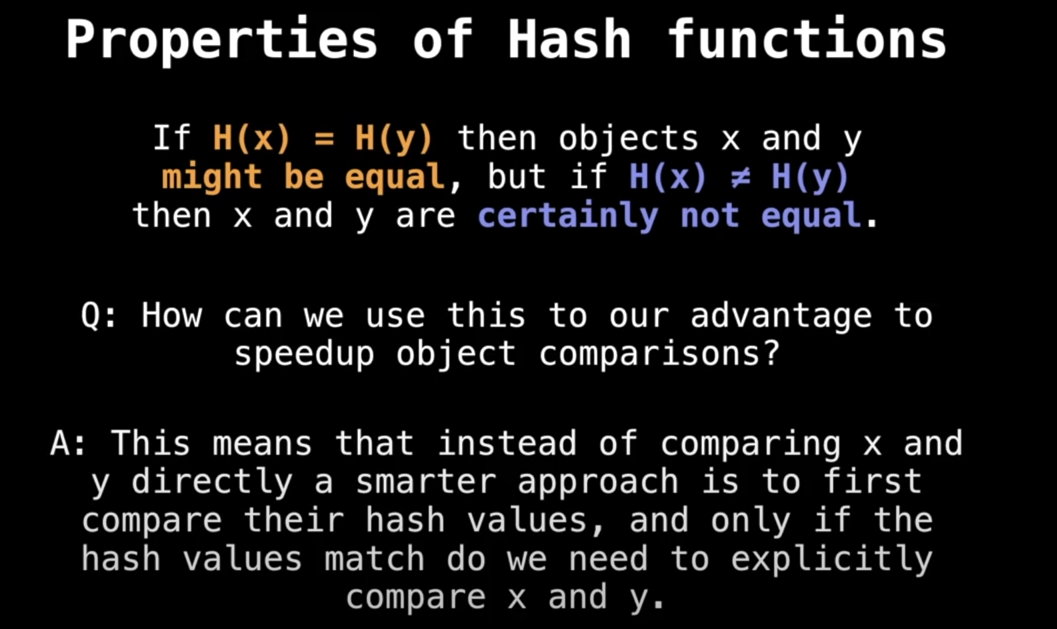 Properties of Hash functions
If H(x) = H(y) then objects x and y
might be equal, but if H(x) ≠ H(y)
then x and y are certainly not equal.
Q: How can we use this to our advantage to
speedup object comparisons?
A: This means that instead of comparing x and
y directly a smarter approach is to first
compare their hash values, and only if the
hash values match do we need to explicitly
compare x and y.